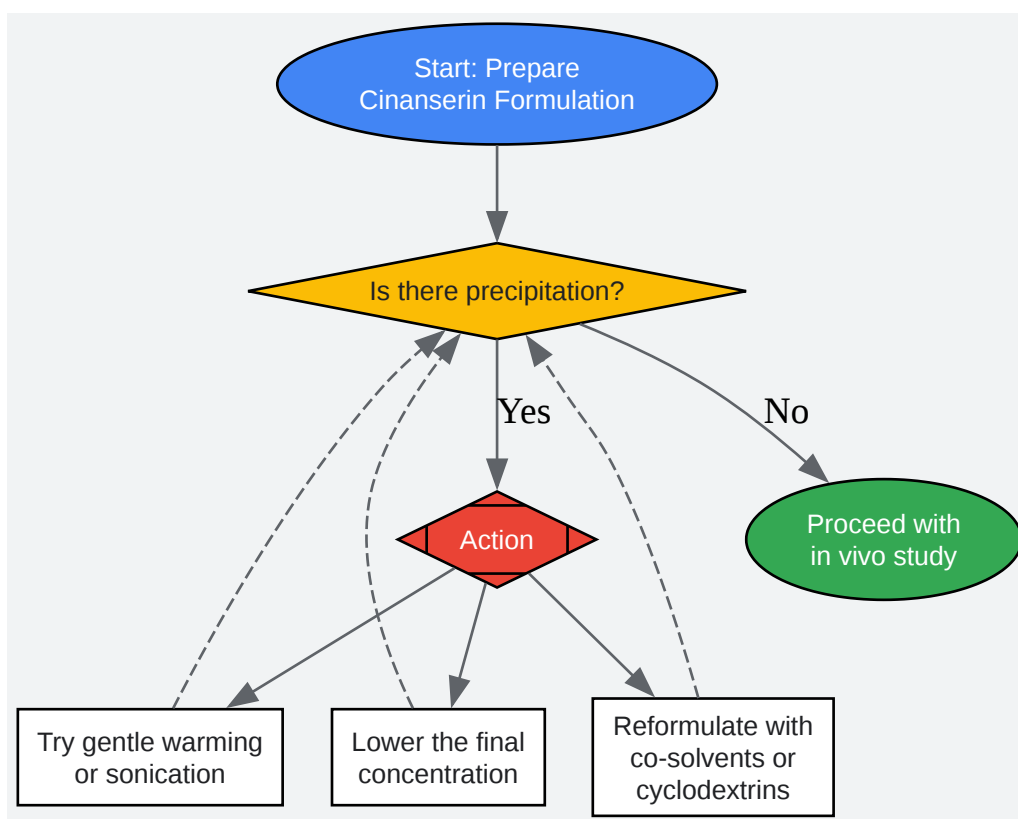 Start: Prepare
Cinanserin Formulation
Is there precipitation?
Yes
No
Action
Proceed with
in vivo study
Try gentle warming
or sonication
Lower the final
concentration
Reformulate with
co-solvents or
cyclodextrins